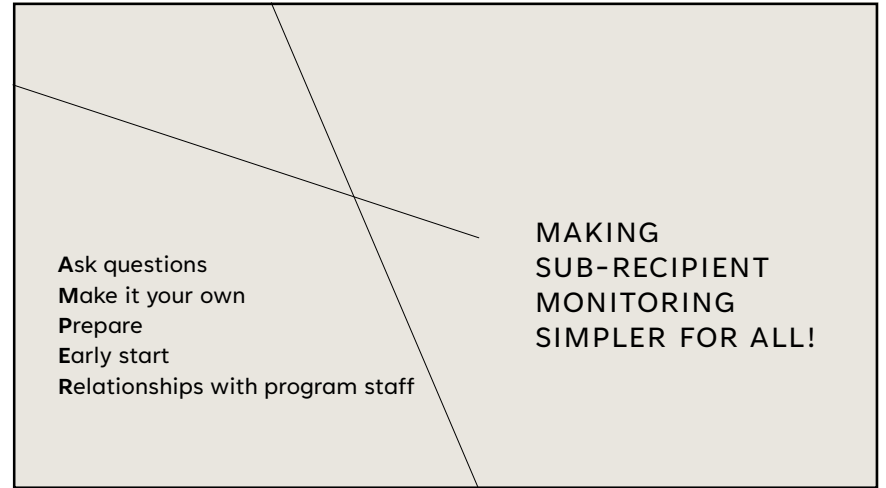 Ask questions
Make it your own
Prepare
Early start
Relationships with program staff
MAKING
SUB-RECIPIENT
MONITORING
SIMPLER FOR ALL!